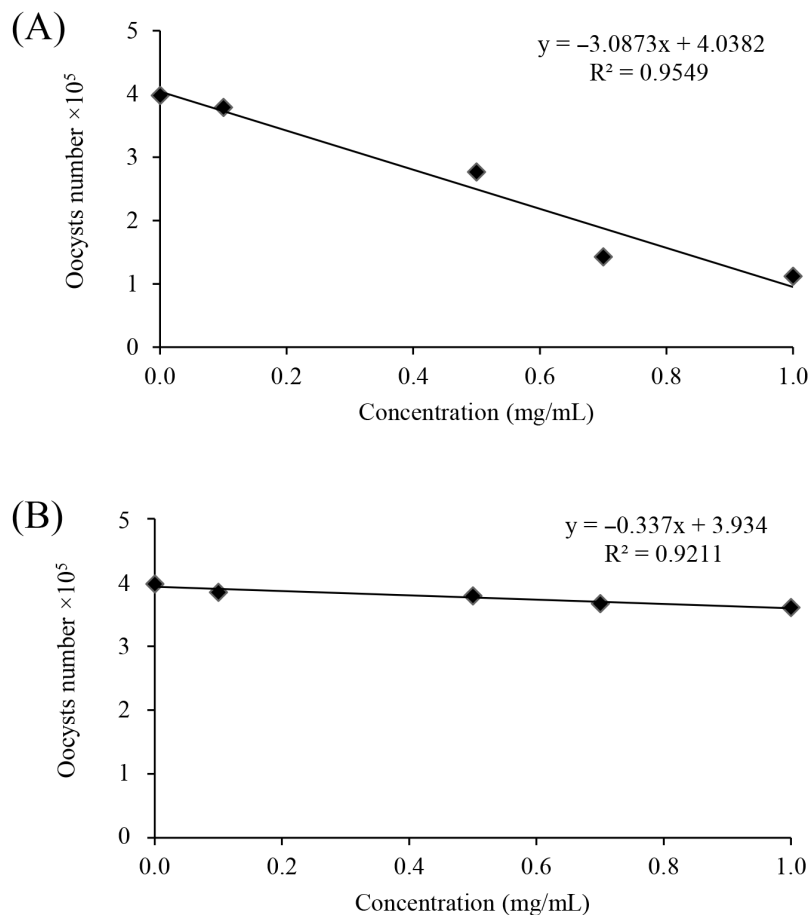 (A)
y = −3.0873x + 4.0382
R² = 0.9549
Oocysts number ×10⁵
5
4
3
2
1
0
0.0 0.2 0.4 0.6 0.8 1.0
Concentration (mg/mL)
(B)
y = −0.337x + 3.934
R² = 0.9211
Oocysts number ×10⁵
5
4
3
2
1
0
0.0 0.2 0.4 0.6 0.8 1.0
Concentration (mg/mL)